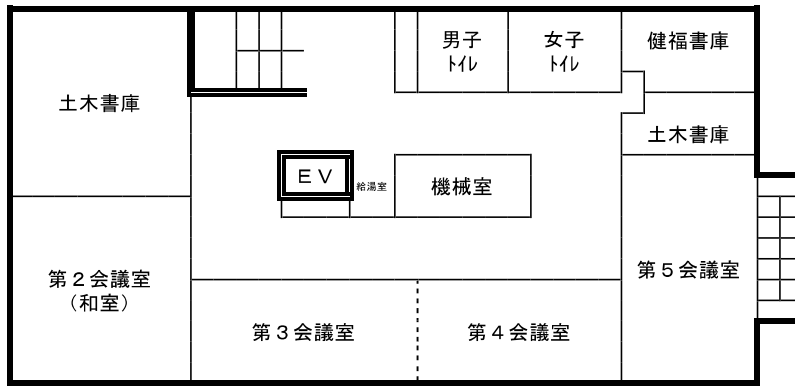 男子
ﾄｲﾚ
女子
ﾄｲﾚ
健福書庫
土木書庫
土木書庫
ＥＶ
給湯室
機械室
第２会議室
（和室）
第３会議室
第４会議室
第５会議室